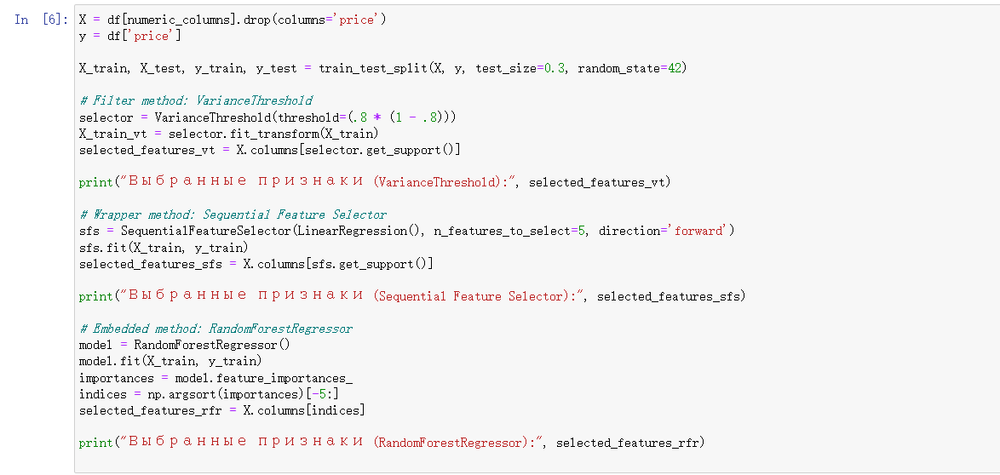 In [6]: X = df[numeric_columns].drop(columns='price')
y = df['price']
X_train, X_test, y_train, y_test = train_test_split(X, y, test_size=0.3, random_state=42)
# Filter method: VarianceThreshold
selector = VarianceThreshold(threshold=(.8 * (1 - .8)))
X_train_vt = selector.fit_transform(X_train)
selected_features_vt = X.columns[selector.get_support()]
print("Выбранные признаки (VarianceThreshold):", selected_features_vt)
# Wrapper method: Sequential Feature Selector
sfs = SequentialFeatureSelector(LinearRegression(), n_features_to_select=5, direction='forward')
sfs.fit(X_train, y_train)
selected_features_sfs = X.columns[sfs.get_support()]
print("Выбранные признаки (Sequential Feature Selector):", selected_features_sfs)
# Embedded method: RandomForestRegressor
model = RandomForestRegressor()
model.fit(X_train, y_train)
importances = model.feature_importances_
indices = np.argsort(importances)[-5:]
selected_features_rfr = X.columns[indices]
print("Выбранные признаки (RandomForestRegressor):", selected_features_rfr)